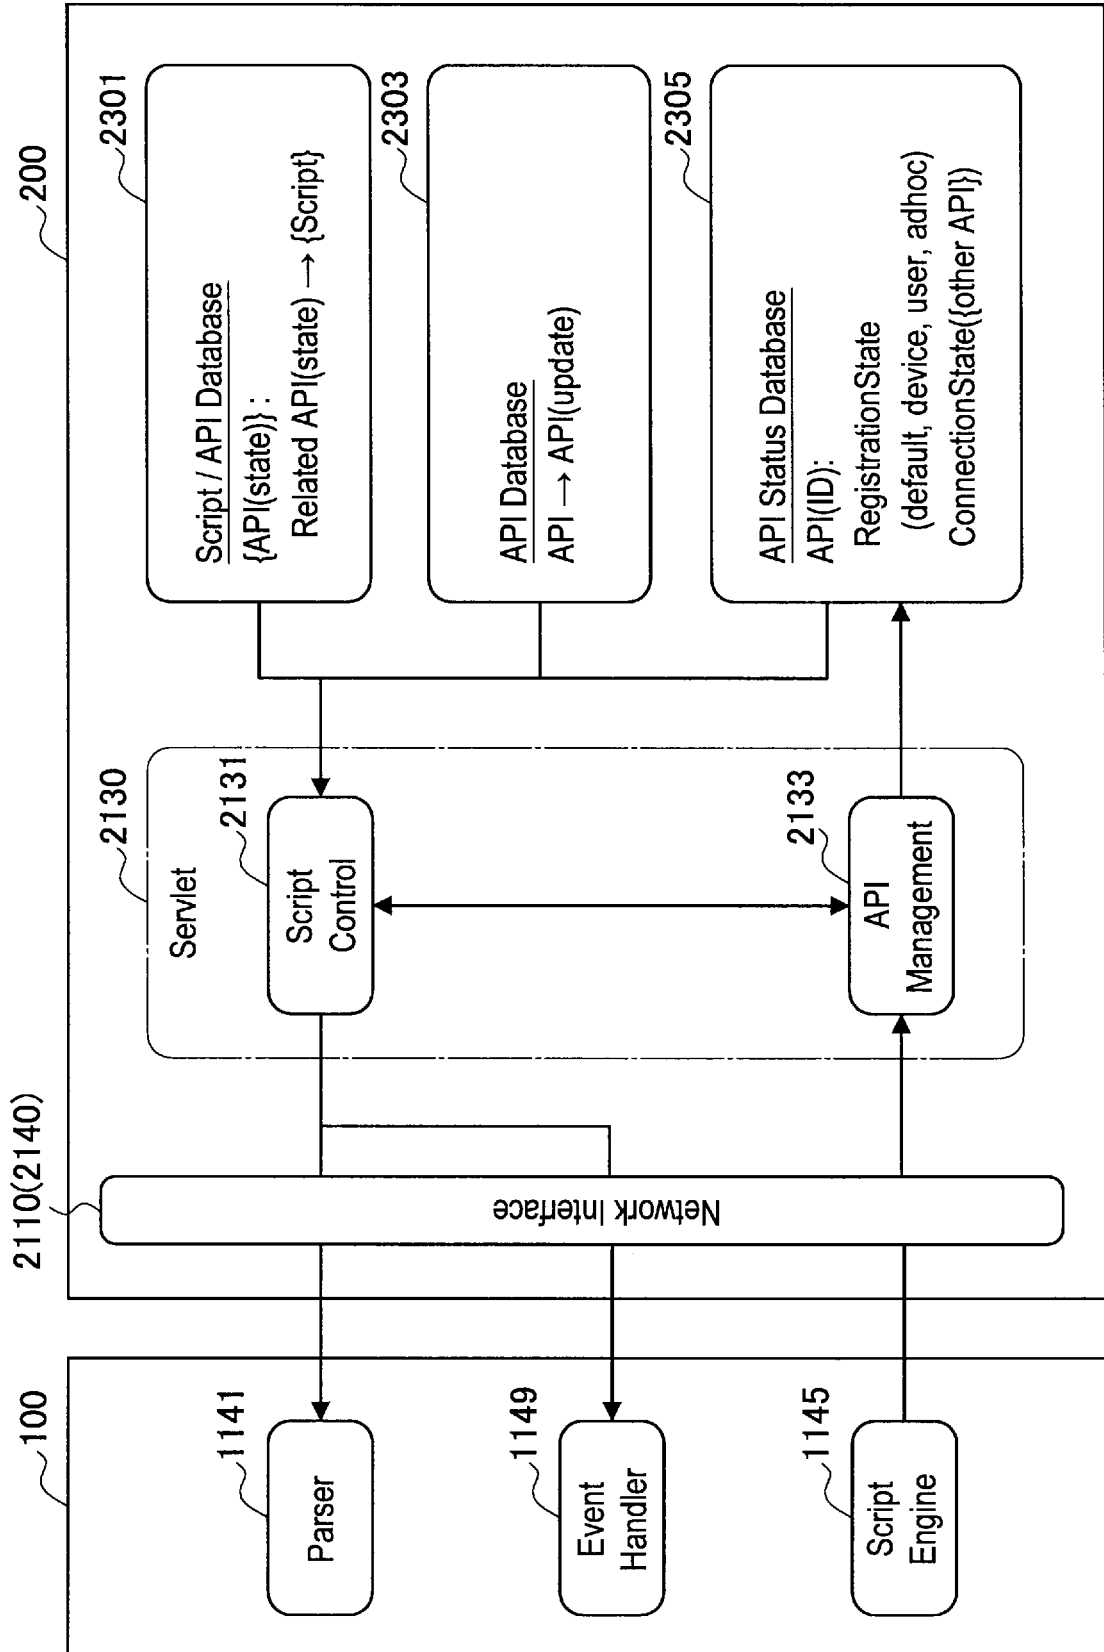 100
1141
Parser
1149
Event
Handler
1145
Script
Engine
200
2110(2140)
Network Interface
2130
Servlet
2131
Script
Control
2133
API
Management
2301
Script / API Database
{API(state)} :
Related API(state) → {Script}
2303
API Database
API → API(update)
2305
API Status Database
API(ID):
RegistrationState
(default, device, user, adhoc)
ConnectionState({other API})